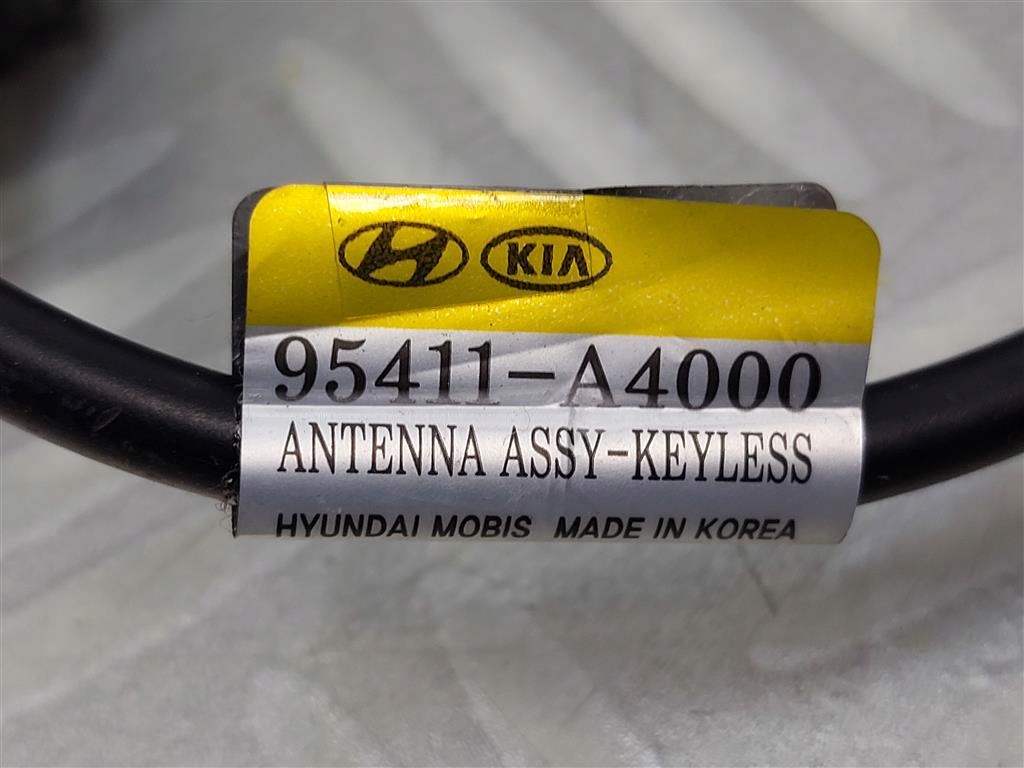 KIA
95411-A4000
ANTENNA ASSY-KEYLESS
HYUNDAI MOBIS MADE IN KOREA